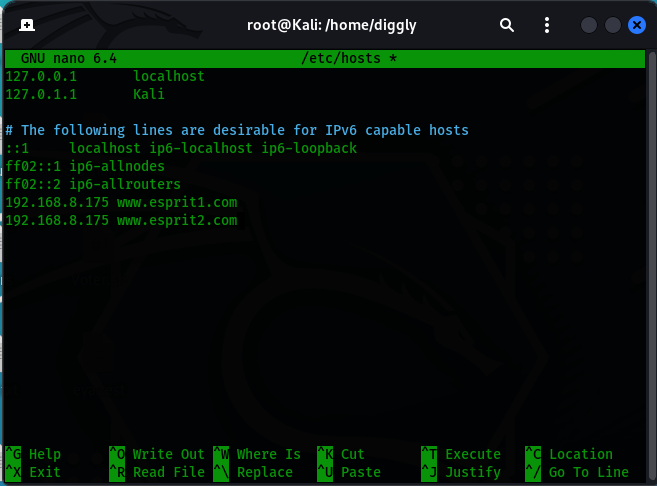 root@Kali: /home/diggly
GNU nano 6.4 /etc/hosts *
127.0.0.1 localhost
127.0.1.1 Kali
# The following lines are desirable for IPv6 capable hosts
::1 localhost ip6-localhost ip6-loopback
ff02::1 ip6-allnodes
ff02::2 ip6-allrouters
192.168.8.175 www.esprit1.com
192.168.8.175 www.esprit2.com
^G Help ^O Write Out ^W Where Is ^K Cut ^T Execute ^C Location
^X Exit ^R Read File ^\ Replace ^U Paste ^J Justify ^/ Go To Line